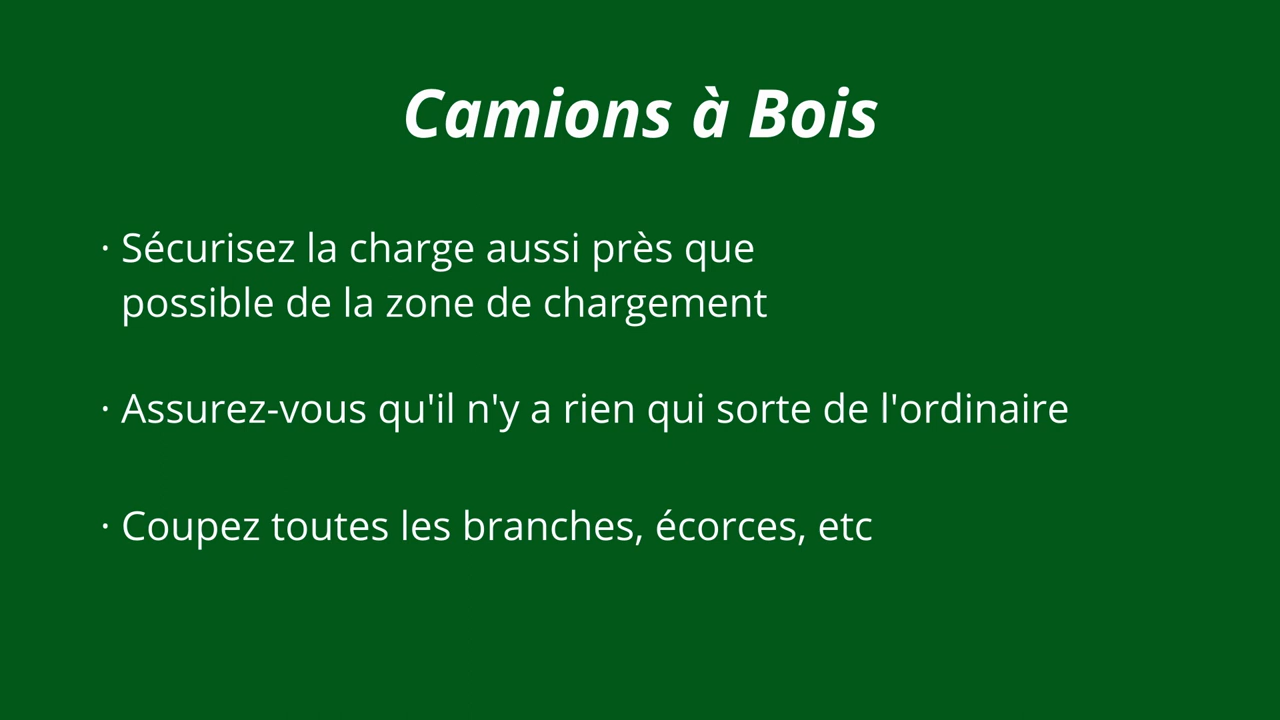 Camions à Bois
· Sécurisez la charge aussi près que
possible de la zone de chargement
· Assurez-vous qu'il n'y a rien qui sorte de l'ordinaire
· Coupez toutes les branches, écorces, etc